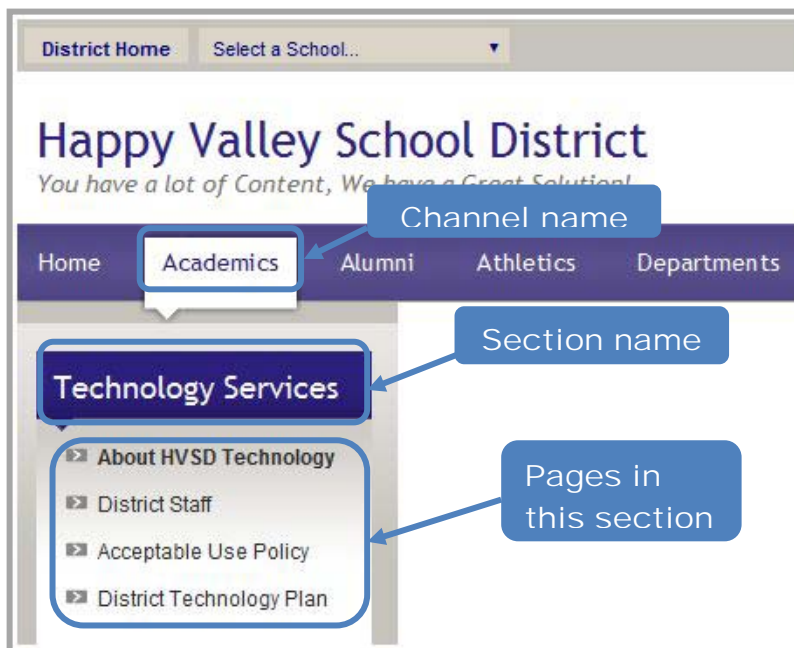 District Home Select a School...
Happy Valley School District
You have a lot of Content, We have a Great Solution!
Channel name
Home Academics Alumni Athletics Departments
Section name
Technology Services
About HVSD Technology
District Staff
Acceptable Use Policy
District Technology Plan
Pages in
this section